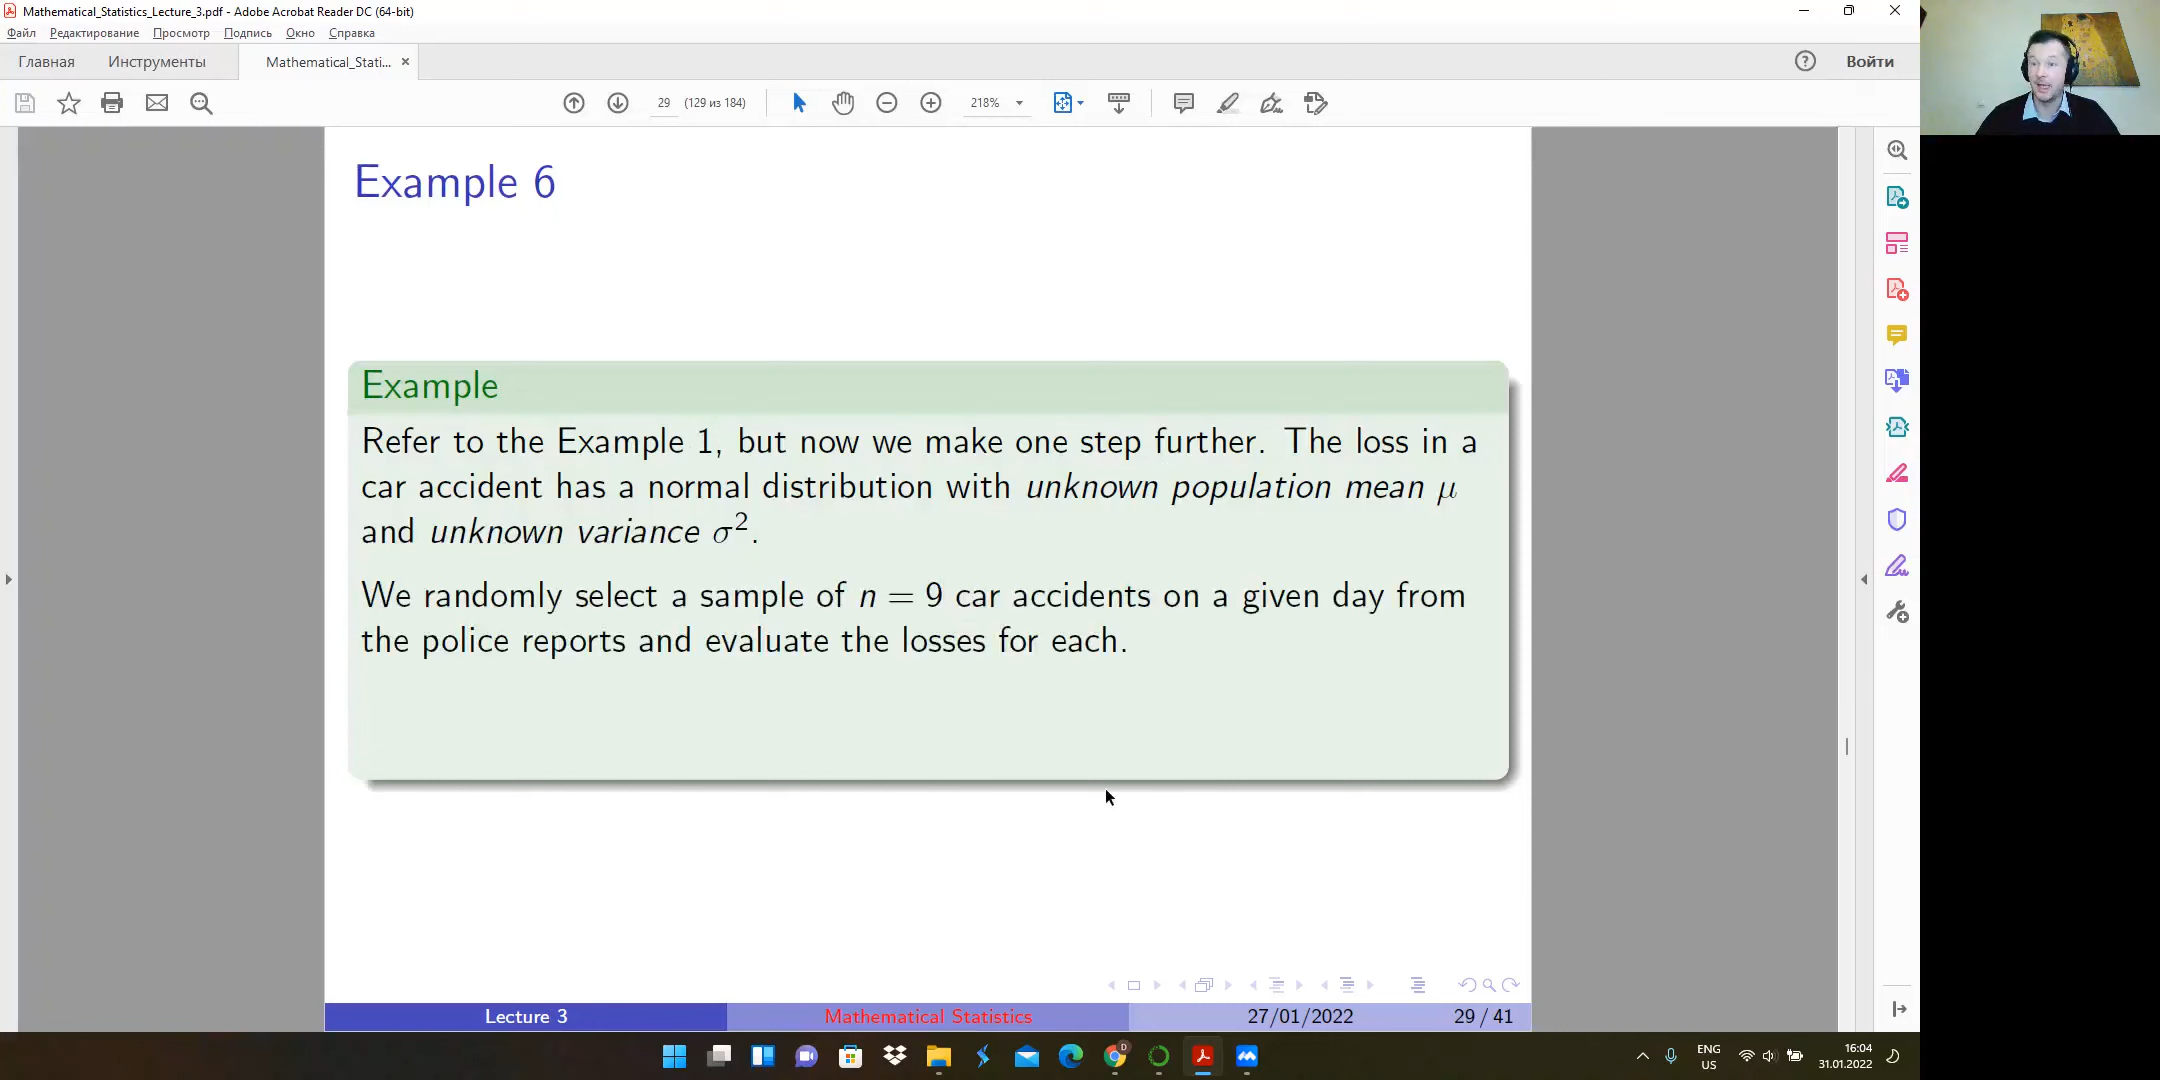 Mathematical_Statistics_Lecture_3.pdf - Adobe Acrobat Reader DC (64-bit)
Файл Редактирование Просмотр Подпись Окно Справка
Главная Инструменты Mathematical_Stati... × Войти
29 (129 из 184) 218%
Example 6
Example
Refer to the Example 1, but now we make one step further. The loss in a
car accident has a normal distribution with unknown population mean μ
and unknown variance σ².
We randomly select a sample of n = 9 car accidents on a given day from
the police reports and evaluate the losses for each.
Lecture 3 Mathematical Statistics 27/01/2022 29 / 41
D
ENG 16:04
US 31.01.2022